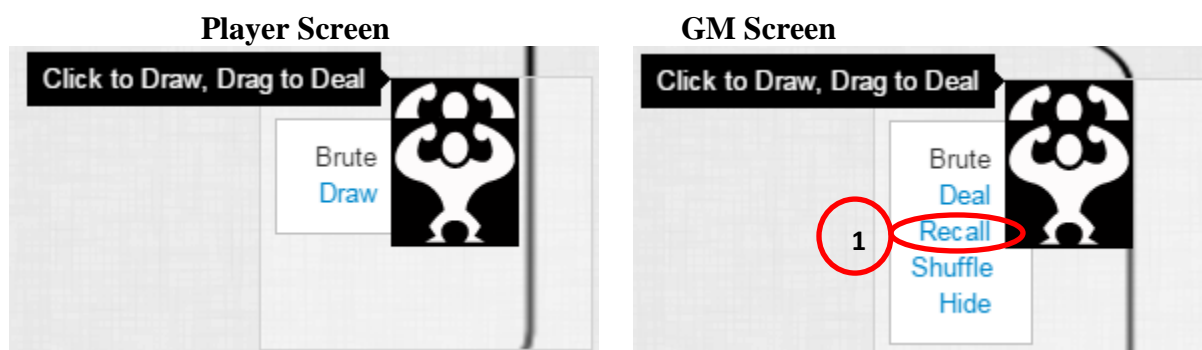 Player Screen
Click to Draw, Drag to Deal
Brute
Draw
GM Screen
Click to Draw, Drag to Deal
Brute
Deal
Recall
Shuffle
Hide
1